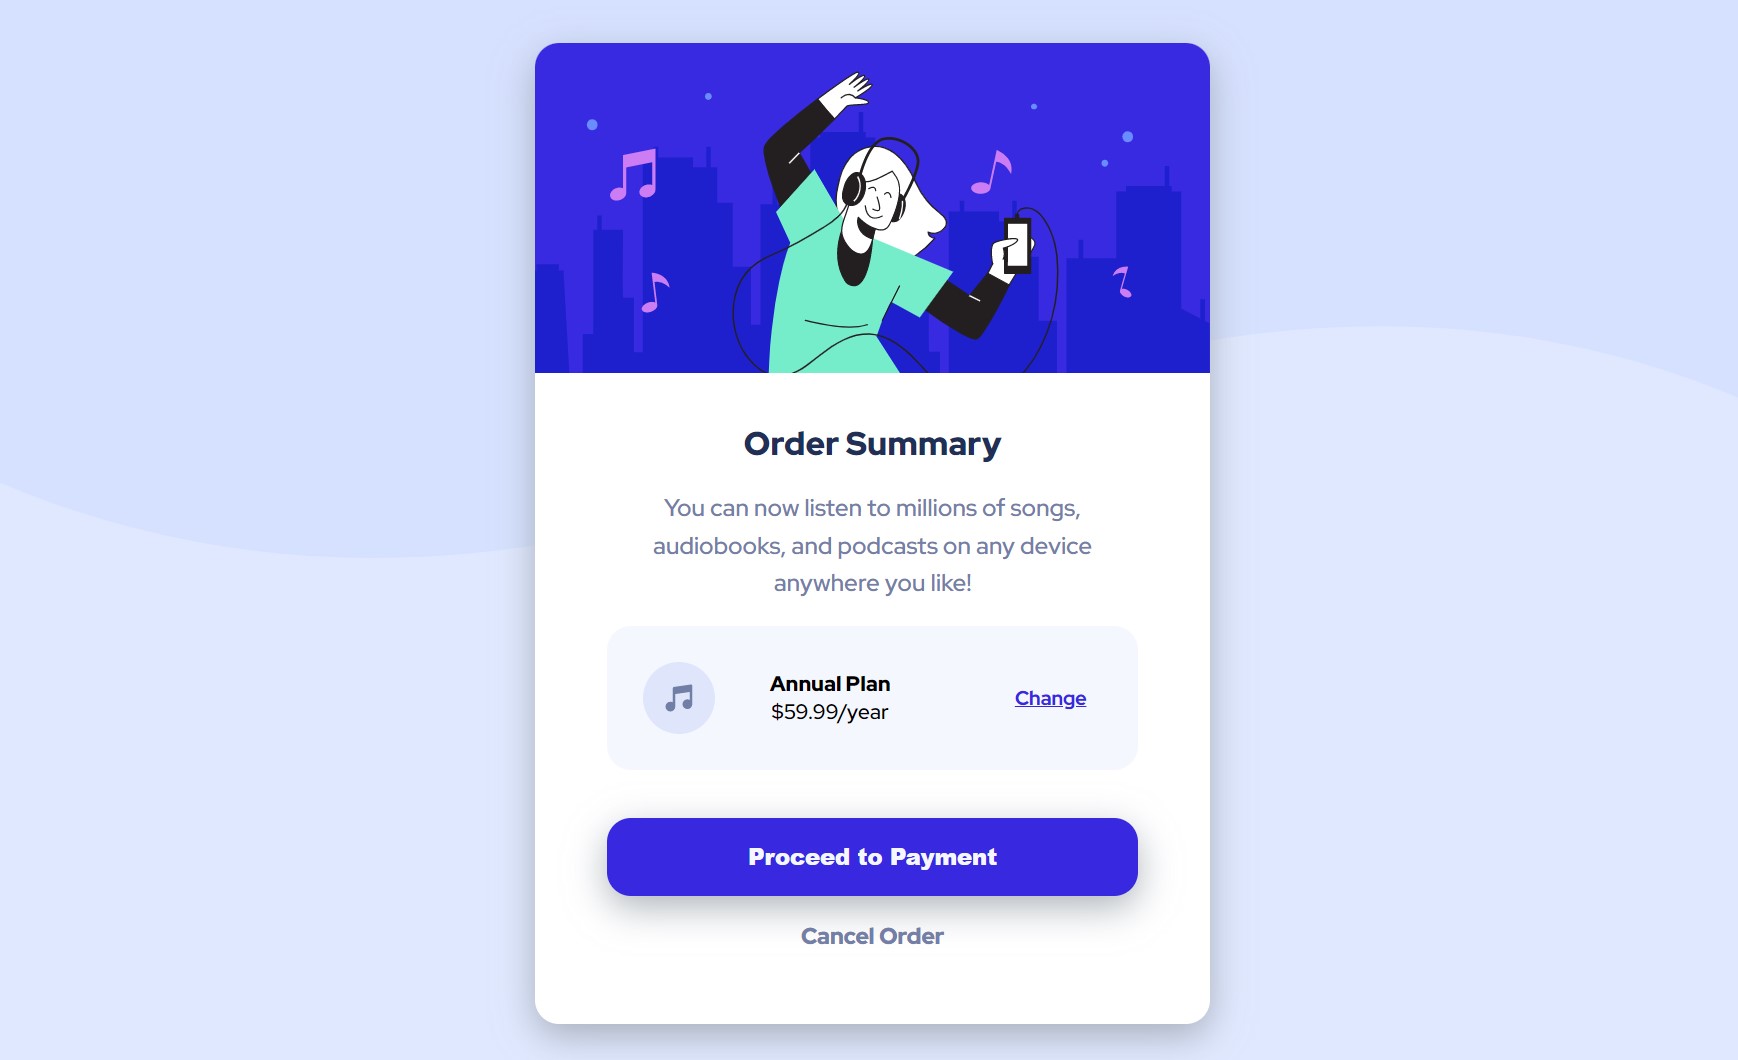 Order Summary
You can now listen to millions of songs,
audiobooks, and podcasts on any device
anywhere you like!
Annual Plan
$59.99/year
Change
Proceed to Payment
Cancel Order